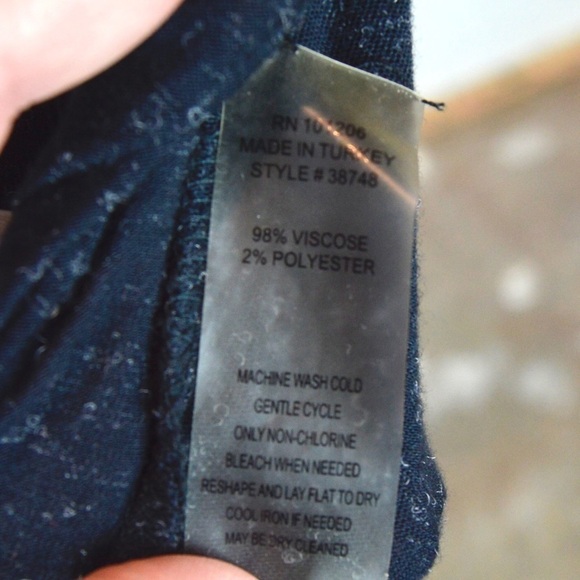 RN 101206
MADE IN TURKEY
STYLE # 38748
98% VISCOSE
2% POLYESTER
MACHINE WASH COLD
GENTLE CYCLE
ONLY NON-CHLORINE
BLEACH WHEN NEEDED
RESHAPE AND LAY FLAT TO DRY
COOL IRON IF NEEDED
MAY BE DRY CLEANED